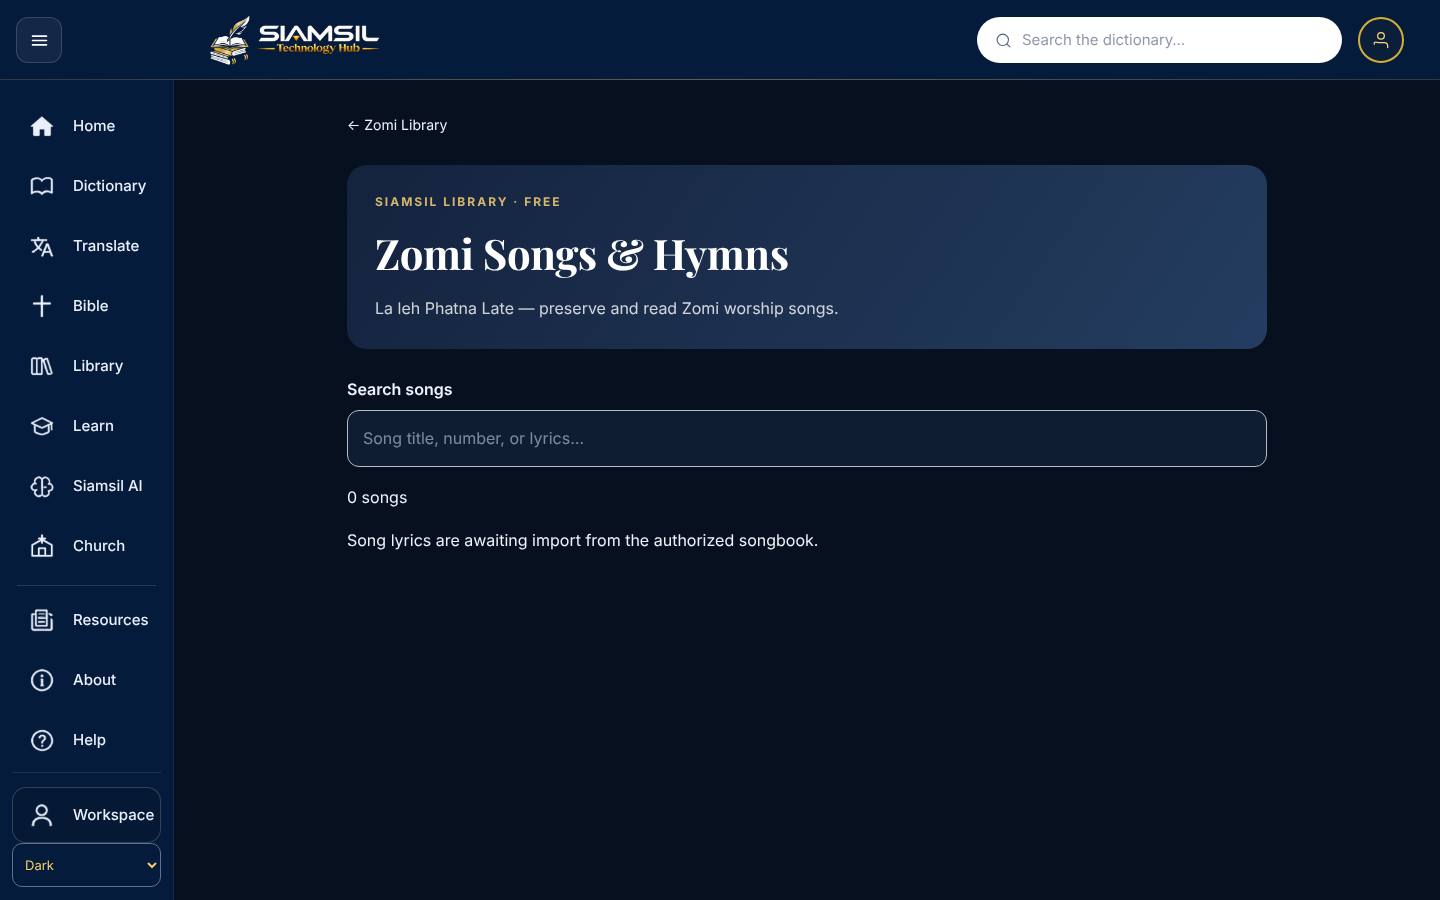 SIAMSIL
Technology Hub
Search the dictionary...
Home
Dictionary
Translate
Bible
Library
Learn
Siamsil AI
Church
Resources
About
Help
Workspace
Dark
← Zomi Library
SIAMSIL LIBRARY · FREE
Zomi Songs & Hymns
La leh Phatna Late — preserve and read Zomi worship songs.
Search songs
Song title, number, or lyrics...
0 songs
Song lyrics are awaiting import from the authorized songbook.